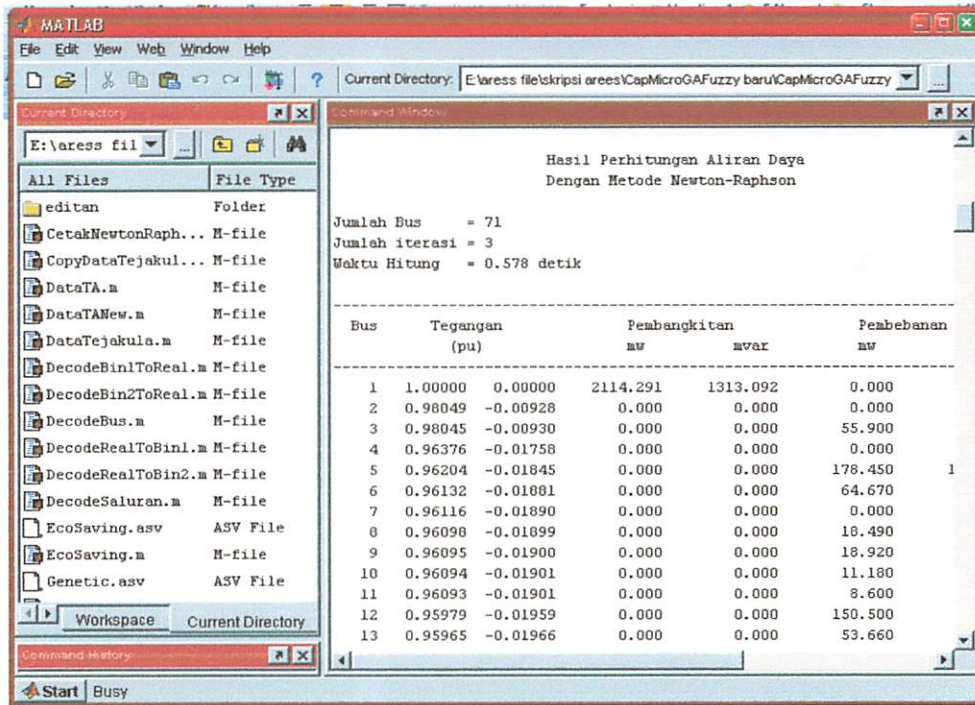 MATLAB
File Edit View Web Window Help
? Current Directory: E:\aress file\skripsi arees\CapMicroGAFuzzy baru\CapMicroGAFuzzy ...
Current Directory
E:\aress fil ...
All Files File Type
editan Folder
CetakNewtonRaph... M-file
CopyDataTejakul... M-file
DataTA.m M-file
DataTANew.m M-file
DataTejakula.m M-file
DecodeBin1ToReal.m M-file
DecodeBin2ToReal.m M-file
DecodeBus.m M-file
DecodeRealToBin1.m M-file
DecodeRealToBin2.m M-file
DecodeSaluran.m M-file
EcoSaving.asv ASV File
EcoSaving.m M-file
Genetic.asv ASV File
Workspace Current Directory
Command History
Command Window
Hasil Perhitungan Aliran Daya
Dengan Metode Newton-Raphson
Jumlah Bus = 71
Jumlah iterasi = 3
Waktu Hitung = 0.578 detik
Bus Tegangan Pembangkitan Pembebanan
(pu) mw mvar mw
1 1.00000 0.00000 2114.291 1313.092 0.000
2 0.98049 -0.00928 0.000 0.000 0.000
3 0.98045 -0.00930 0.000 0.000 55.900
4 0.96376 -0.01758 0.000 0.000 0.000
5 0.96204 -0.01845 0.000 0.000 178.450 1
6 0.96132 -0.01881 0.000 0.000 64.670
7 0.96116 -0.01890 0.000 0.000 0.000
8 0.96098 -0.01899 0.000 0.000 18.490
9 0.96095 -0.01900 0.000 0.000 18.920
10 0.96094 -0.01901 0.000 0.000 11.180
11 0.96093 -0.01901 0.000 0.000 8.600
12 0.95979 -0.01959 0.000 0.000 150.500
13 0.95965 -0.01966 0.000 0.000 53.660
Start Busy